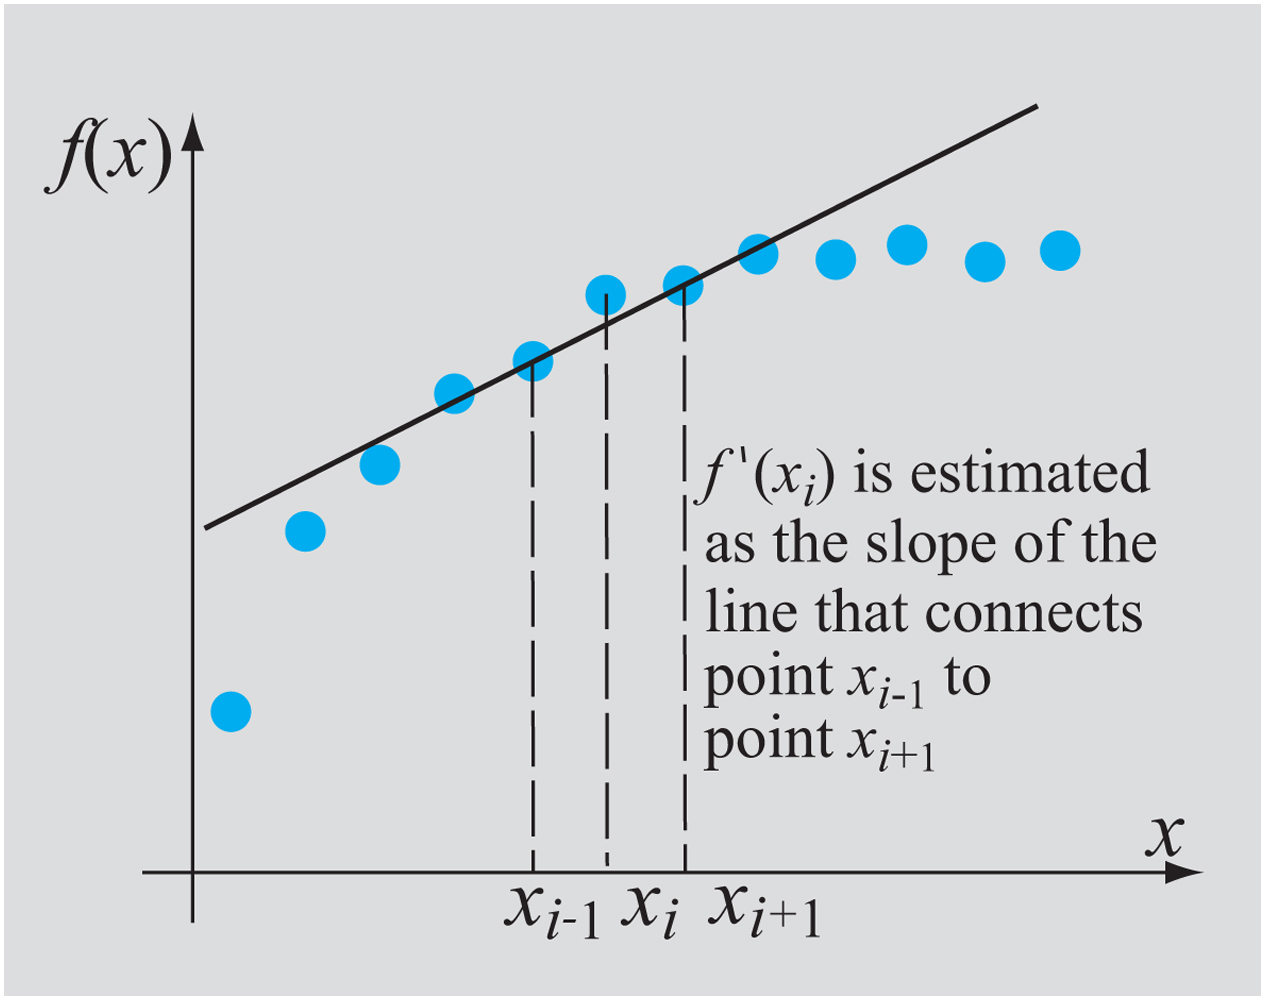 f(x)
f'(xᵢ) is estimated
as the slope of the
line that connects
point xᵢ₋₁ to
point xᵢ₊₁
x
xᵢ₋₁ xᵢ xᵢ₊₁